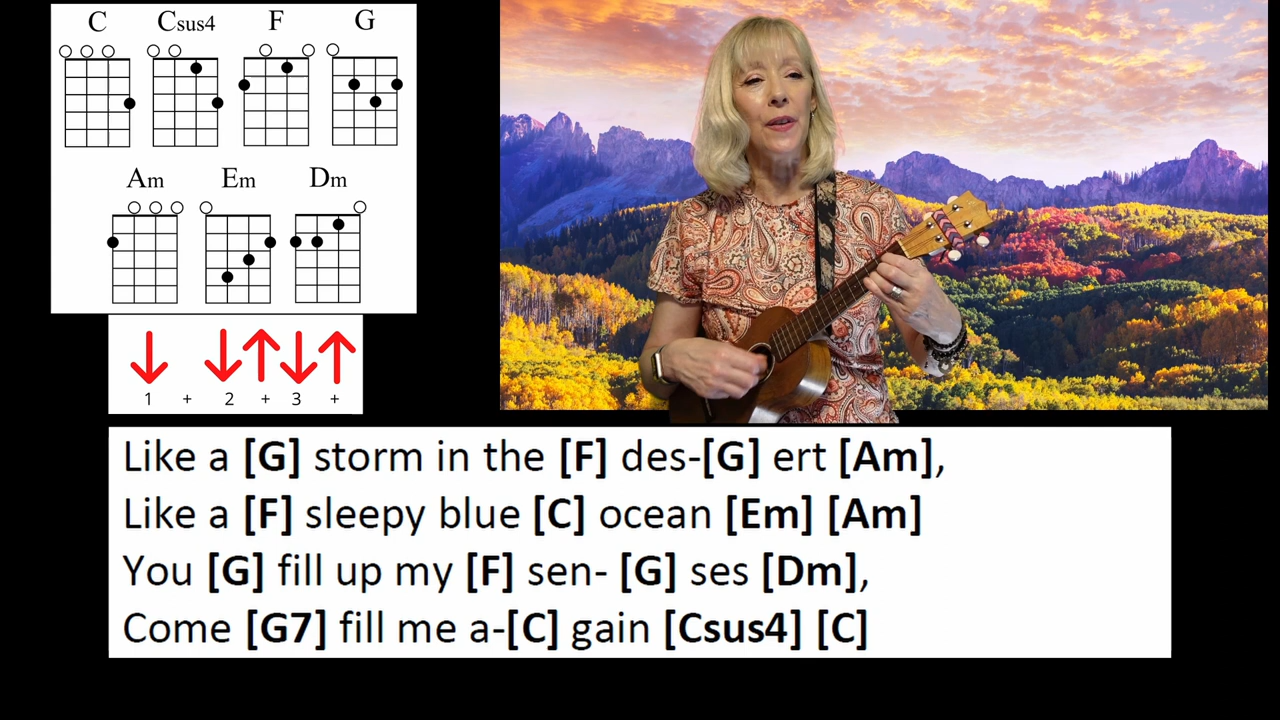 C Csus4 F G
Am Em Dm
1 + 2 + 3 +
Like a [G] storm in the [F] des-[G] ert [Am],
Like a [F] sleepy blue [C] ocean [Em] [Am]
You [G] fill up my [F] sen- [G] ses [Dm],
Come [G7] fill me a-[C] gain [Csus4] [C]